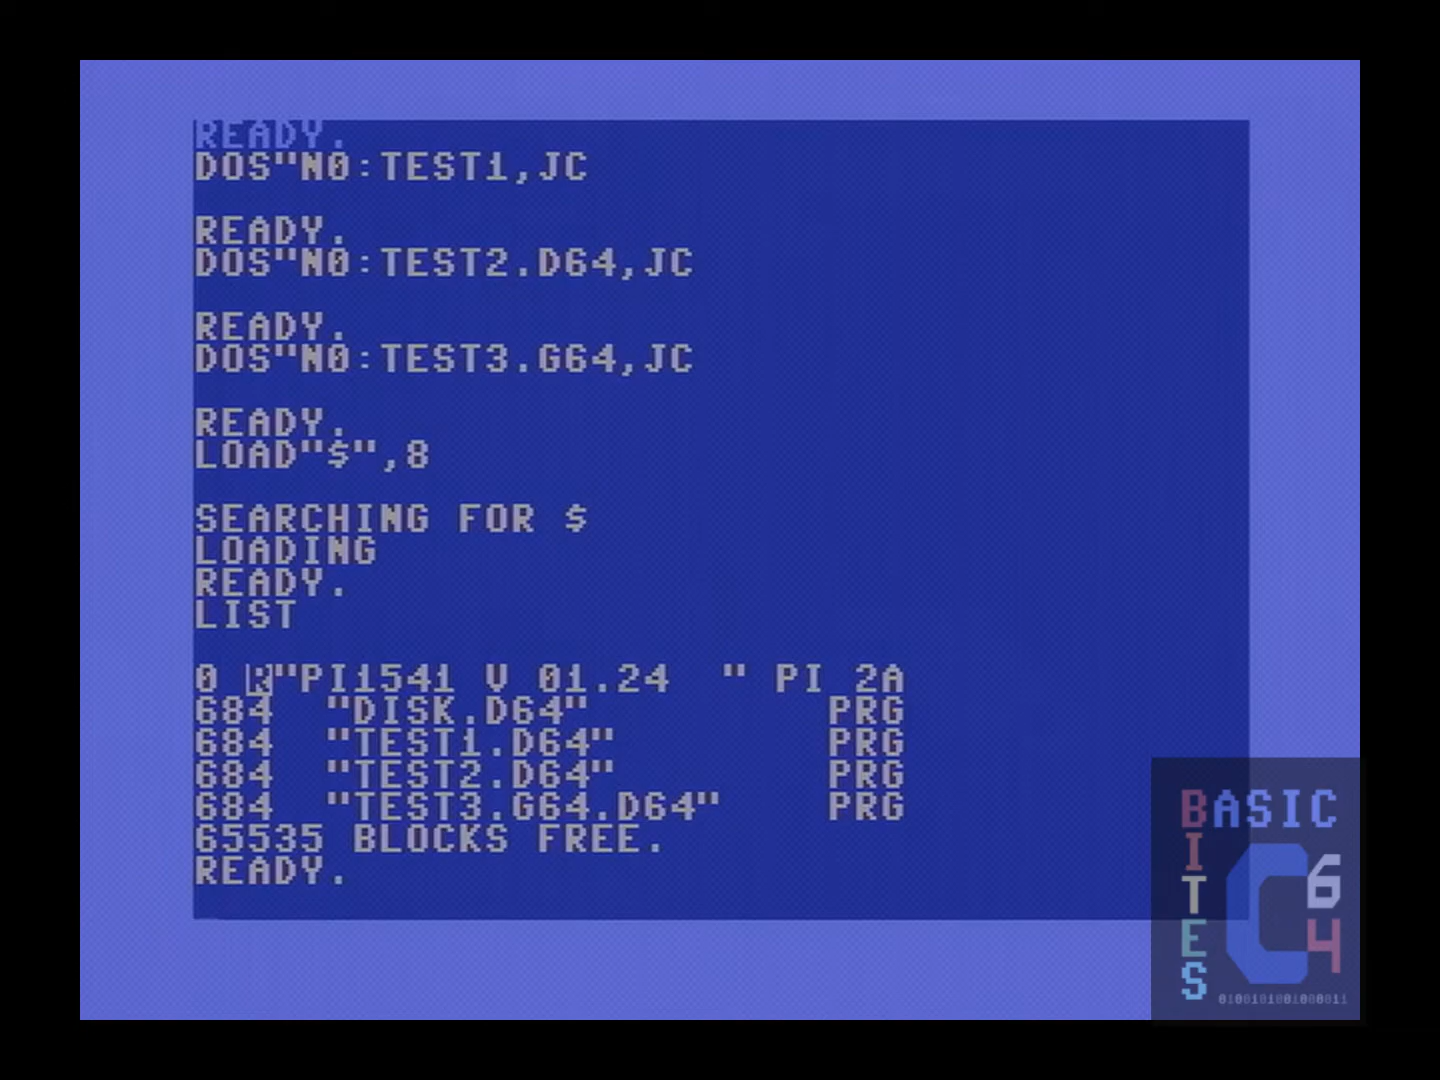 READY.
DOS"N0:TEST1,JC
READY.
DOS"N0:TEST2.D64,JC
READY.
DOS"N0:TEST3.G64,JC
READY.
LOAD"$",8
SEARCHING FOR $
LOADING
READY.
LIST
0 "PI1541 V 01.24  " PI 2A
684  "DISK.D64"  PRG
684  "TEST1.D64"  PRG
684  "TEST2.D64"  PRG
684  "TEST3.G64.D64"  PRG
65535 BLOCKS FREE.
READY.
BASIC
BITES
C64
0100101001000011